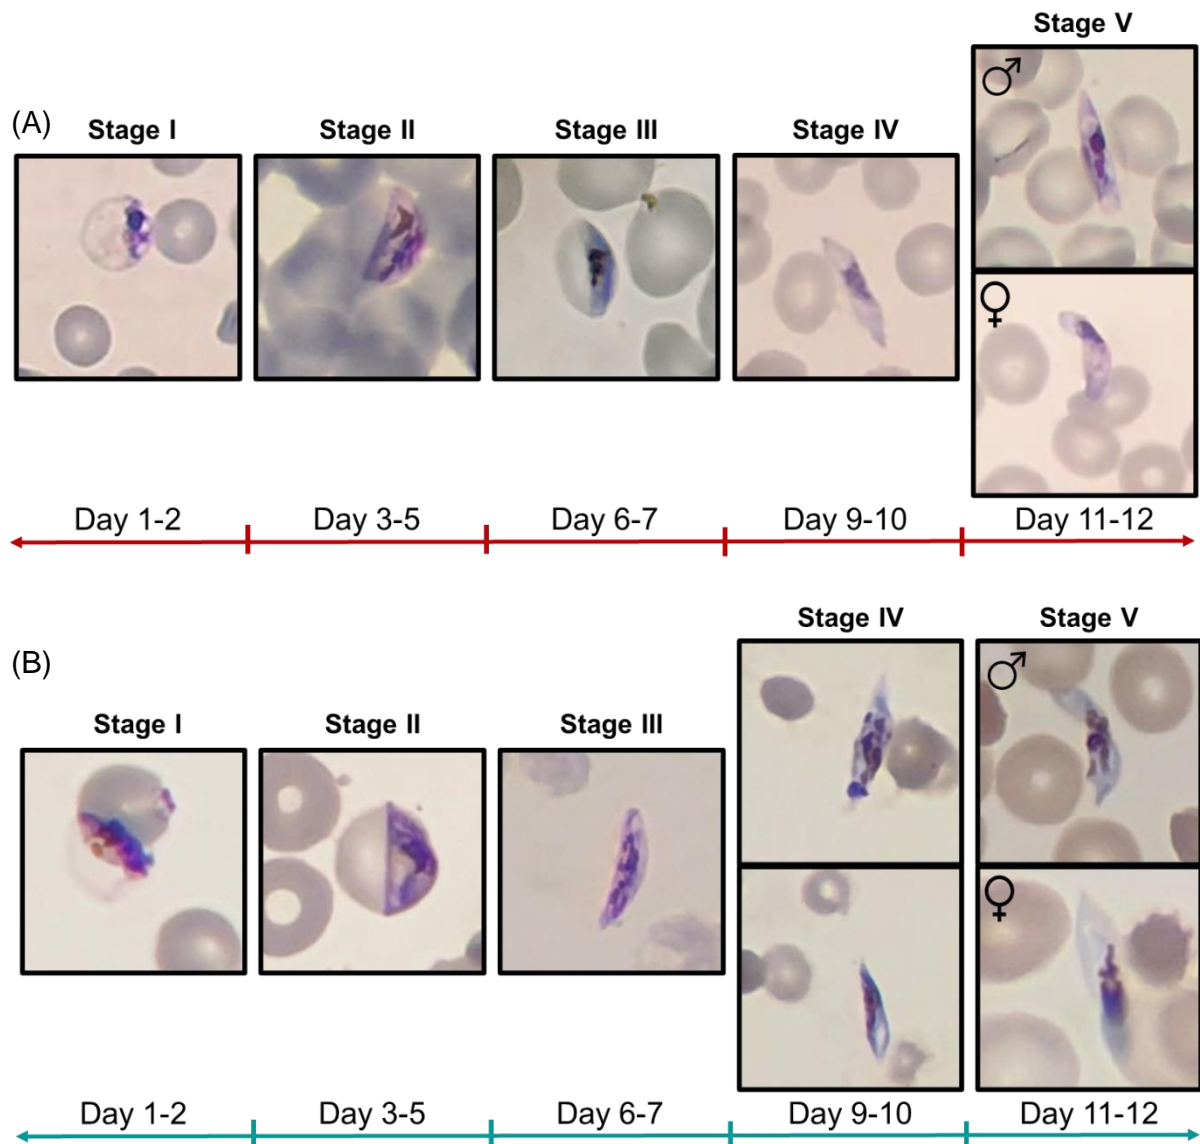 Stage V
(A)
Stage I
Stage II
Stage III
Stage IV
♂
♀
Day 1-2
Day 3-5
Day 6-7
Day 9-10
Day 11-12
Stage IV
Stage V
(B)
Stage I
Stage II
Stage III
♂
♀
Day 1-2
Day 3-5
Day 6-7
Day 9-10
Day 11-12